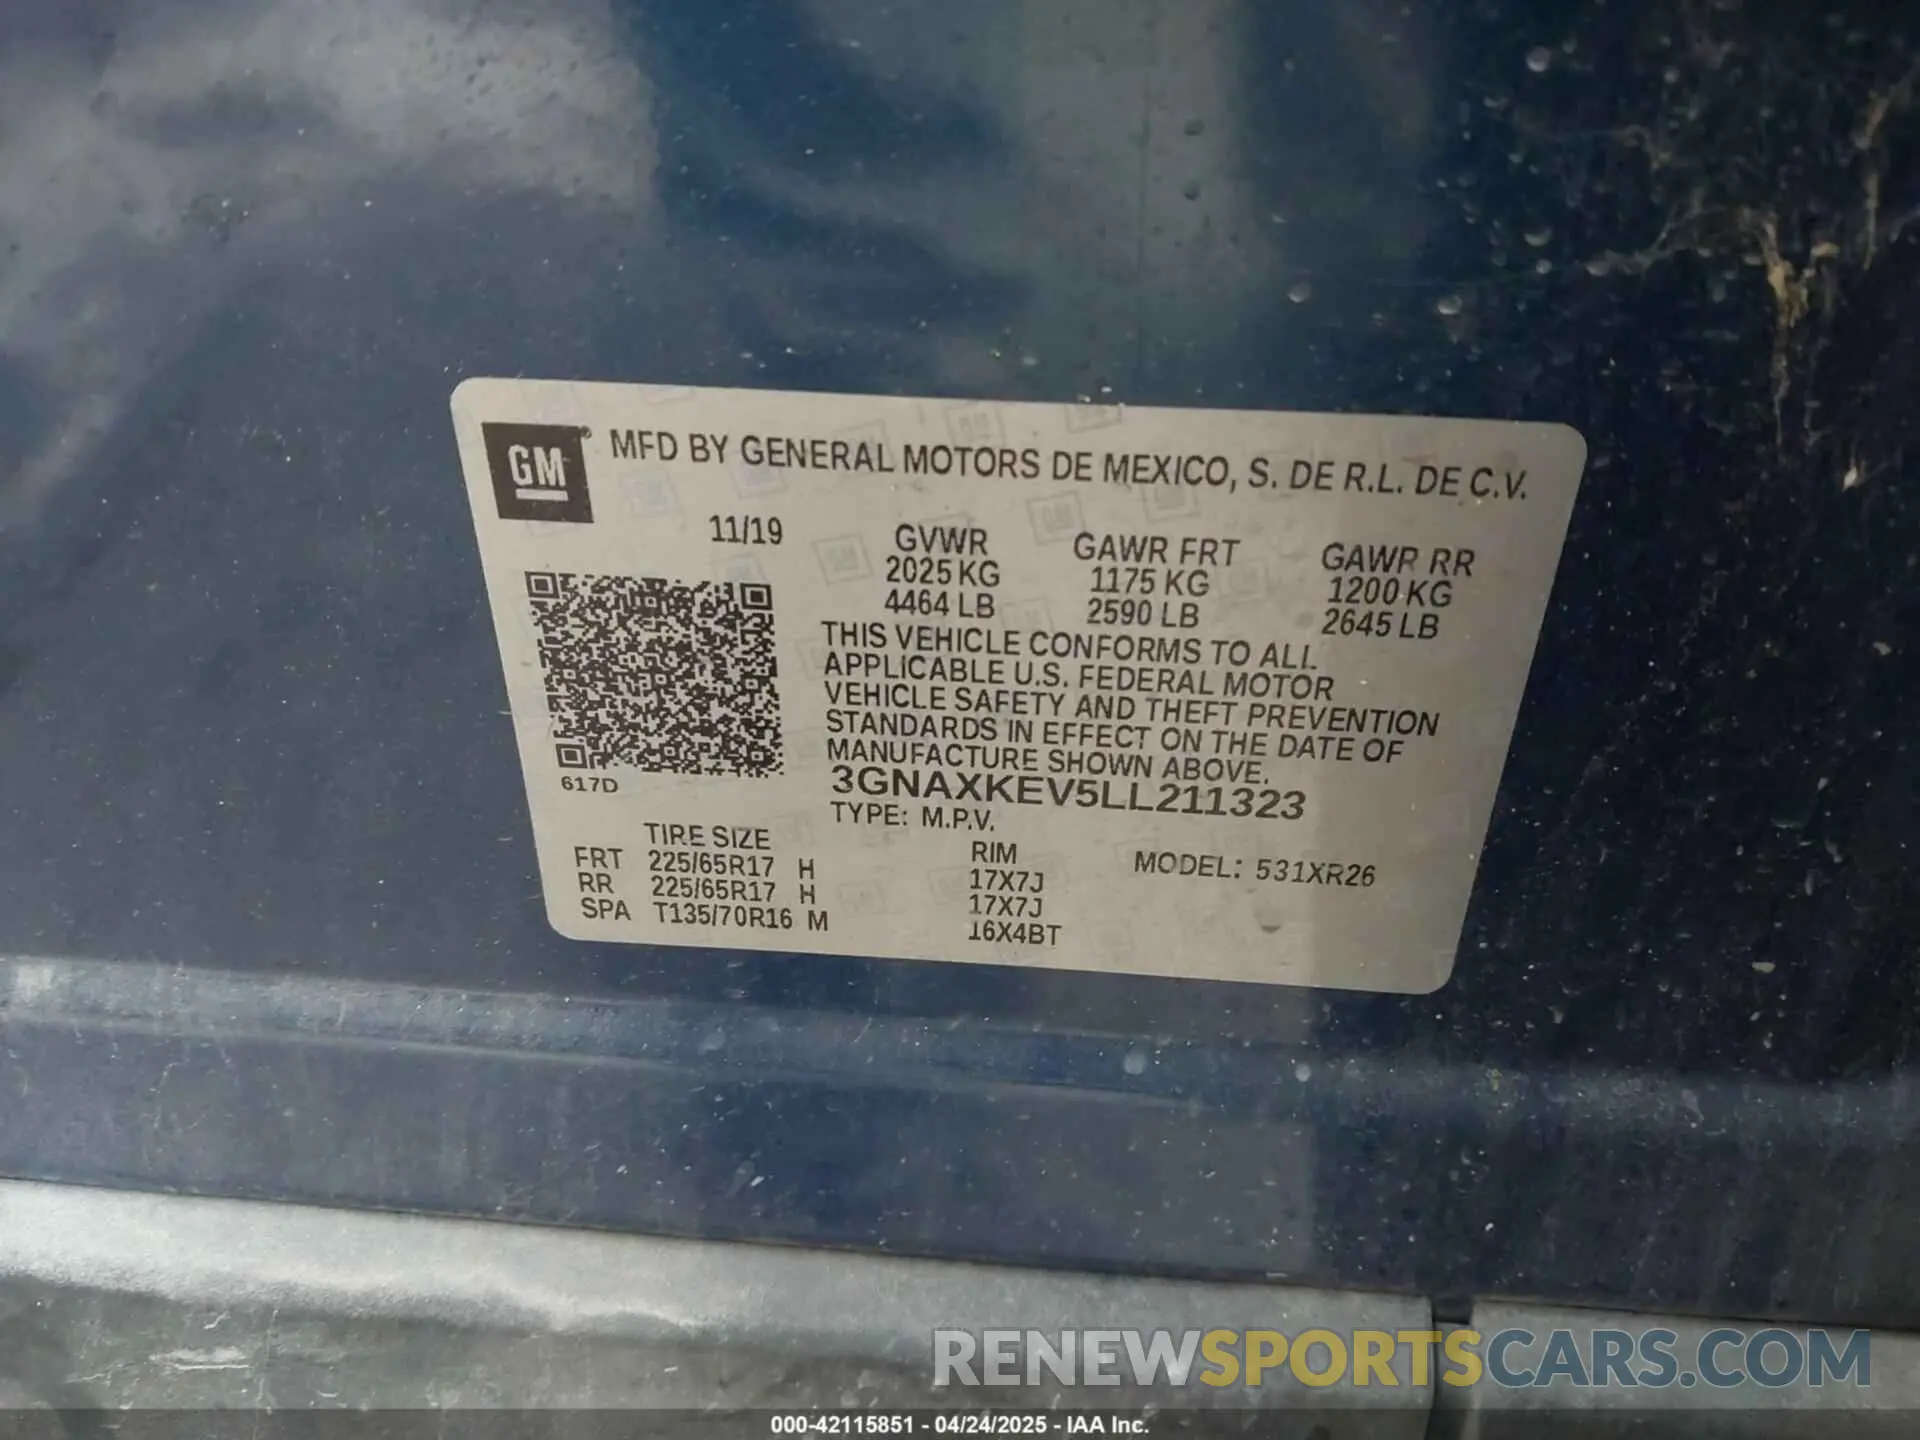 GM® MFD BY GENERAL MOTORS DE MEXICO, S. DE R.L. DE C.V.
11/19 GVWR GAWR FRT GAWR RR
2025 KG 1175 KG 1200 KG
4464 LB 2590 LB 2645 LB
THIS VEHICLE CONFORMS TO ALL
APPLICABLE U.S. FEDERAL MOTOR
VEHICLE SAFETY AND THEFT PREVENTION
STANDARDS IN EFFECT ON THE DATE OF
MANUFACTURE SHOWN ABOVE.
617D 3GNAXKEV5LL211323
TYPE: M.P.V.
TIRE SIZE RIM MODEL: 531XR26
FRT 225/65R17 H 17X7J
RR 225/65R17 H 17X7J
SPA T135/70R16 M 16X4BT
RENEWSPORTSCARS.COM
000-42115851 - 04/24/2025 - IAA Inc.